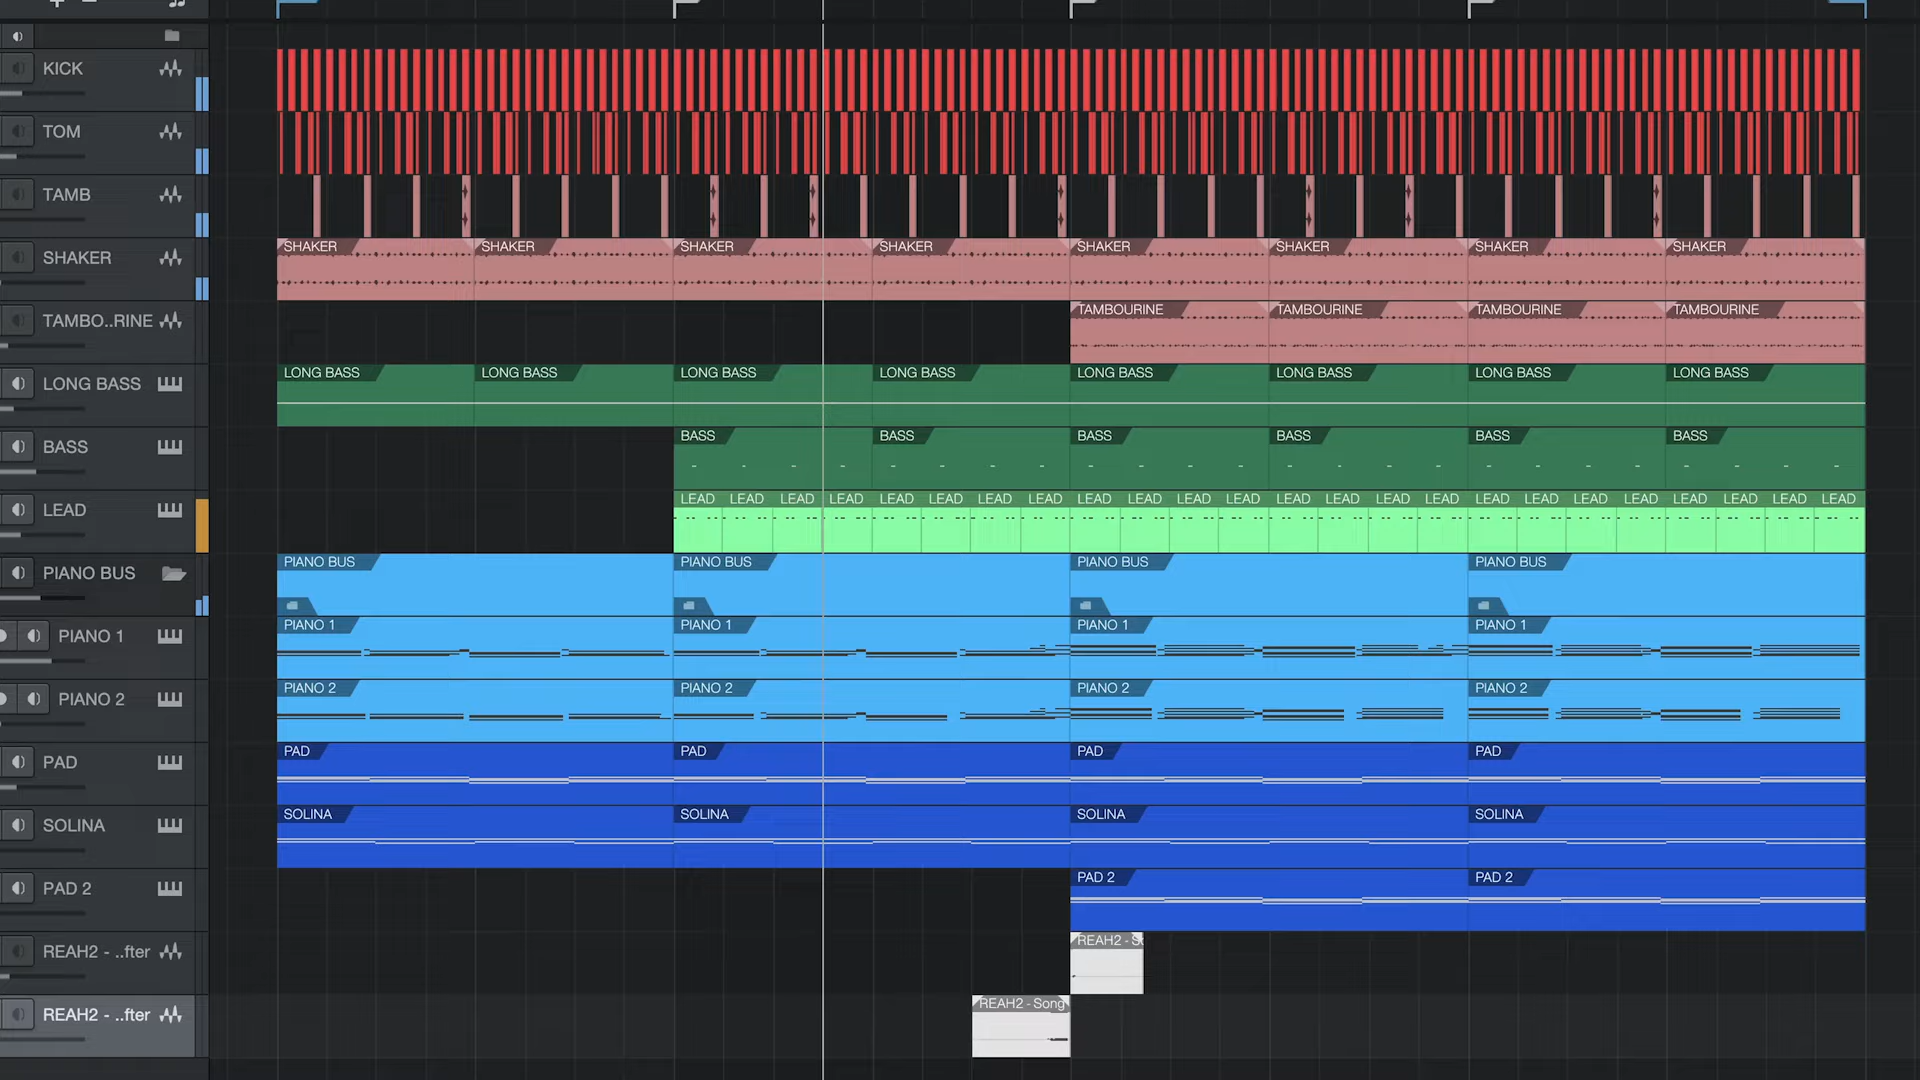 KICK
TOM
TAMB
SHAKER SHAKER SHAKER SHAKER SHAKER SHAKER SHAKER SHAKER
SHAKER
TAMBOURINE TAMBOURINE TAMBOURINE TAMBOURINE
TAMBO..RINE
LONG BASS LONG BASS LONG BASS LONG BASS LONG BASS LONG BASS LONG BASS LONG BASS
LONG BASS
BASS BASS BASS BASS BASS BASS
BASS
LEAD LEAD LEAD LEAD LEAD LEAD LEAD LEAD LEAD LEAD LEAD LEAD LEAD LEAD LEAD LEAD LEAD LEAD LEAD LEAD LEAD LEAD LEAD LEAD
LEAD
PIANO BUS PIANO BUS PIANO BUS PIANO BUS
PIANO BUS
PIANO 1 PIANO 1 PIANO 1 PIANO 1
PIANO 1
PIANO 2 PIANO 2 PIANO 2 PIANO 2
PIANO 2
PAD PAD PAD PAD
PAD
SOLINA SOLINA SOLINA SOLINA
SOLINA
PAD 2 PAD 2
PAD 2
REAH2 - S
REAH2 - ..fter
REAH2 - Song
REAH2 - ..fter